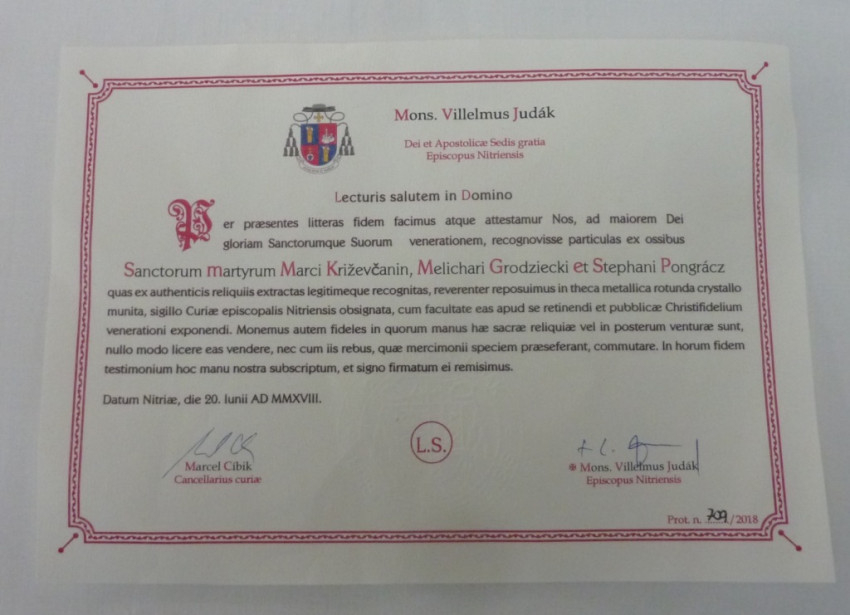 Mons. Villelmus Judák
Dei et Apostolicæ Sedis gratia
Episcopus Nitriensis
Lecturis salutem in Domino
Per præsentes litteras fidem facimus atque attestamur Nos, ad maiorem Dei
gloriam Sanctorumque Suorum venerationem, recognovisse particulas ex ossibus
Sanctorum martyrum Marci Križevčanin, Melichari Grodziecki et Stephani Pongrácz
quas ex authenticis reliquiis extractas legitimeque recognitas, reverenter reposuimus in theca metallica rotunda crystallo
munita, sigillo Curiæ episcopalis Nitriensis obsignata, cum facultate eas apud se retinendi et pubblicæ Christifidelium
venerationi exponendi. Monemus autem fideles in quorum manus hæ sacræ reliquiæ vel in posterum venturæ sunt,
nullo modo licere eas vendere, nec cum iis rebus, quæ mercimonii speciem præseferant, commutare. In horum fidem
testimonium hoc manu nostra subscriptum, et signo firmatum ei remisimus.
Datum Nitriæ, die 20. Iunii AD MMXVIII.
L.S.
Marcel Cíbik
Cancellarius curiæ
✠ Mons. Villelmus Judák
Episcopus Nitriensis
Prot. n. 709/2018